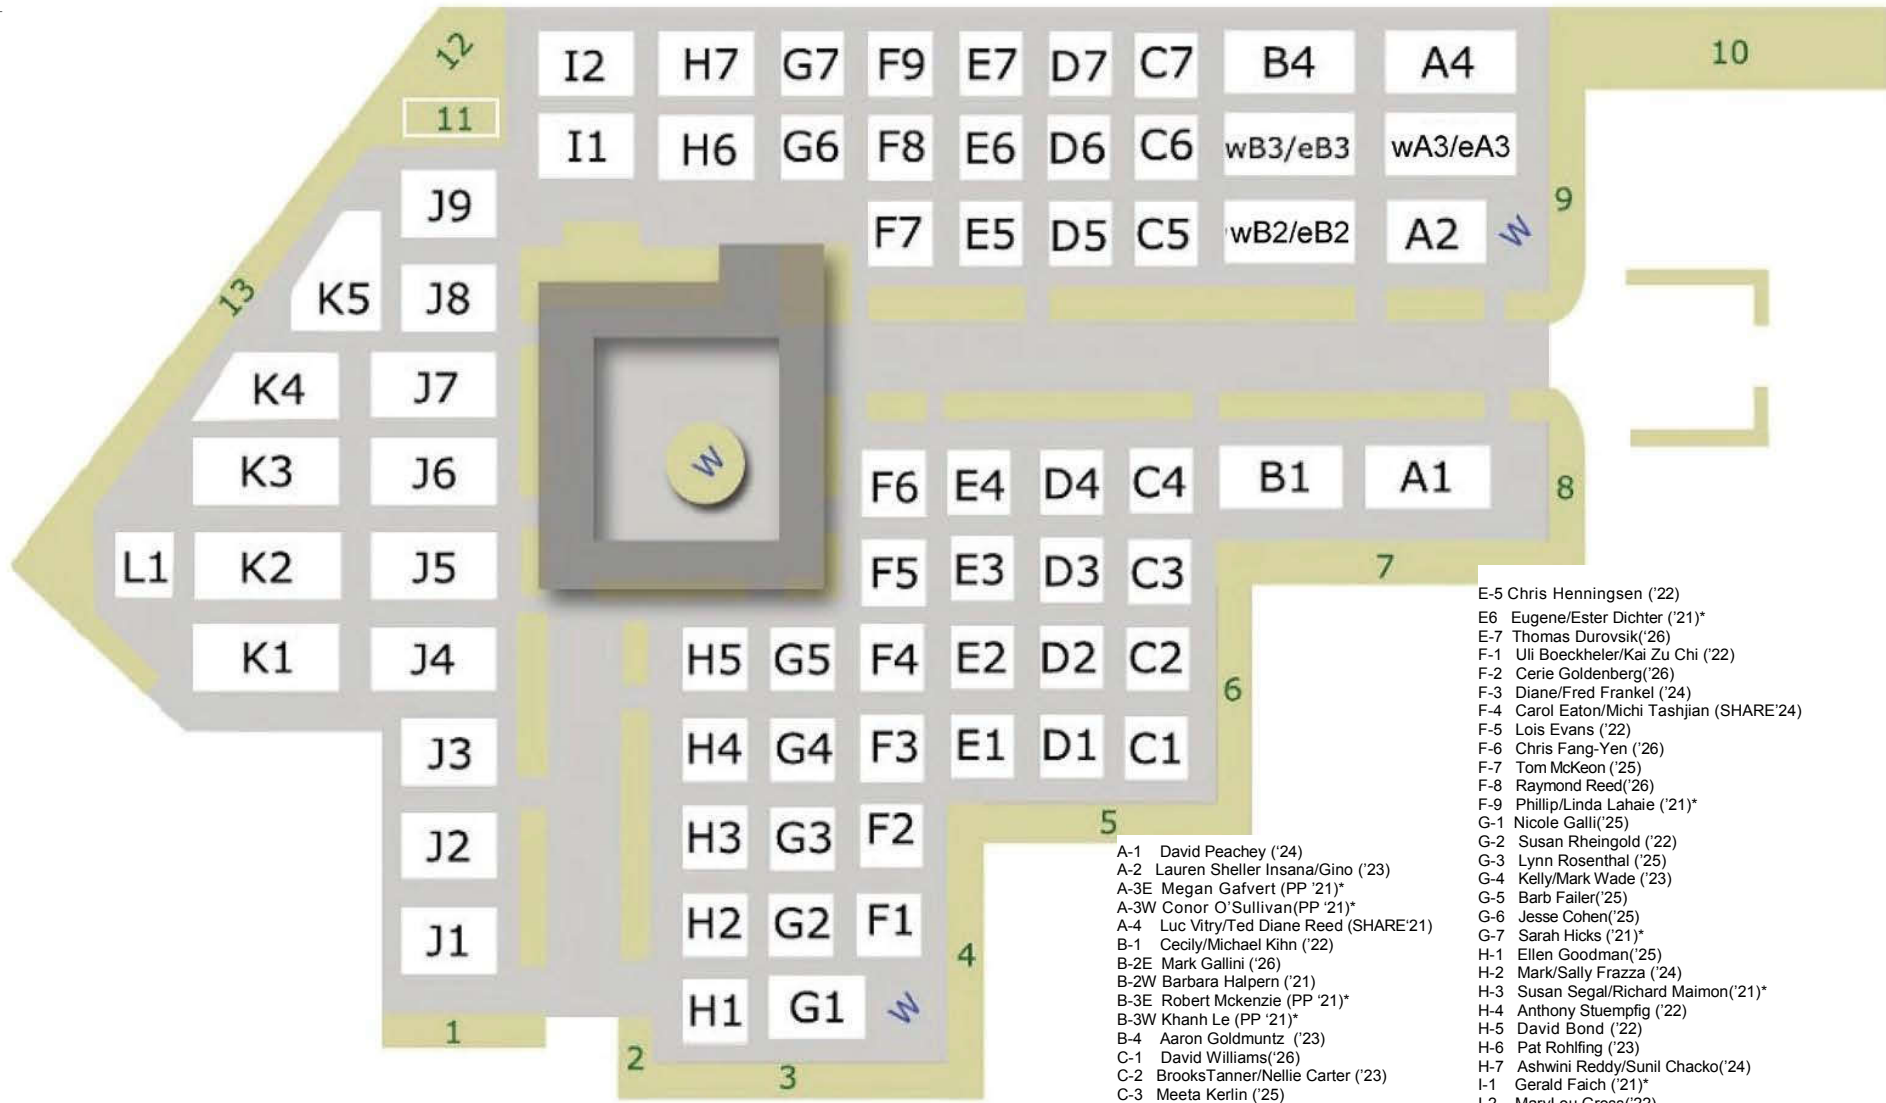 12
I2 H7 G7 F9 E7 D7 C7 B4 A4 10
11
I1 H6 G6 F8 E6 D6 C6 wB3/eB3 wA3/eA3
J9 9
F7 E5 D5 C5 wB2/eB2 A2 W
13 K5 J8
K4 J7
K3 J6 W F6 E4 D4 C4 B1 A1 8
L1 K2 J5 F5 E3 D3 C3 7
K1 J4 H5 G5 F4 E2 D2 C2 6
J3 H4 G4 F3 E1 D1 C1
J2 H3 G3 F2 5
J1 H2 G2 F1 4
H1 G1 W
1 2 3
A-1 David Peachey (‘24)
A-2 Lauren Sheller Insana/Gino (’23)
A-3E Megan Gafvert (PP ’21)*
A-3W Conor O’Sullivan(PP ‘21)*
A-4 Luc Vitry/Ted Diane Reed (SHARE‘21)
B-1 Cecily/Michael Kihn (’22)
B-2E Mark Gallini (‘26)
B-2W Barbara Halpern (’21)
B-3E Robert Mckenzie (PP ’21)*
B-3W Khanh Le (PP ‘21)*
B-4 Aaron Goldmuntz (’23)
C-1 David Williams(‘26)
C-2 BrooksTanner/Nellie Carter (’23)
C-3 Meeta Kerlin (’25)
E-5 Chris Henningsen (’22)
E6 Eugene/Ester Dichter (’21)*
E-7 Thomas Durovsik(‘26)
F-1 Uli Boeckheler/Kai Zu Chi (’22)
F-2 Cerie Goldenberg(’26)
F-3 Diane/Fred Frankel (’24)
F-4 Carol Eaton/Michi Tashjian (SHARE’24)
F-5 Lois Evans (’22)
F-6 Chris Fang-Yen (’26)
F-7 Tom McKeon (’25)
F-8 Raymond Reed(’26)
F-9 Phillip/Linda Lahaie (’21)*
G-1 Nicole Galli(’25)
G-2 Susan Rheingold (’22)
G-3 Lynn Rosenthal (’25)
G-4 Kelly/Mark Wade (’23)
G-5 Barb Failer(’25)
G-6 Jesse Cohen(’25)
G-7 Sarah Hicks (’21)*
H-1 Ellen Goodman(’25)
H-2 Mark/Sally Frazza (’24)
H-3 Susan Segal/Richard Maimon(’21)*
H-4 Anthony Stuempfig (’22)
H-5 David Bond (’22)
H-6 Pat Rohlfing (’23)
H-7 Ashwini Reddy/Sunil Chacko(’24)
I-1 Gerald Faich (’21)*